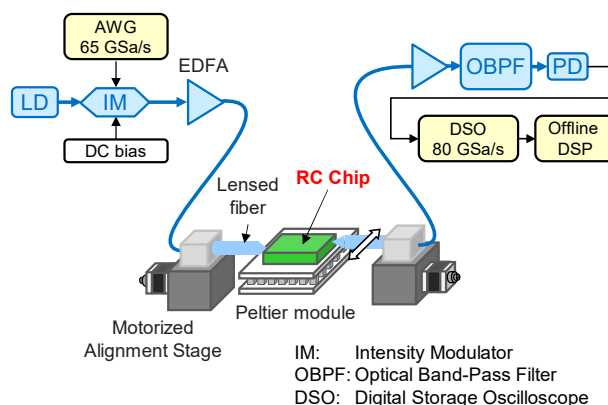 AWG
65 GSa/s
EDFA
LD
IM
DC bias
OBPF
PD
DSO
80 GSa/s
Offline
DSP
Lensed
fiber
RC Chip
Peltier module
Motorized
Alignment Stage
IM: Intensity Modulator
OBPF: Optical Band-Pass Filter
DSO: Digital Storage Oscilloscope